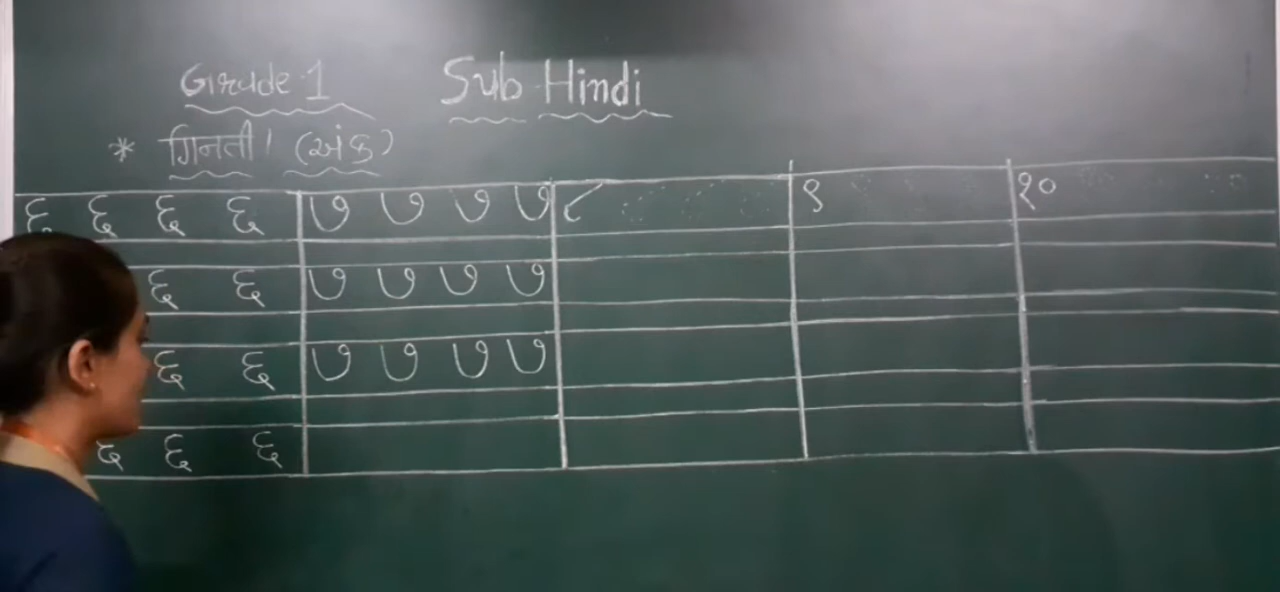 Grade-1 Sub Hindi
* गिनती। (अंक)
६ ६ ६ ६ ७ ७ ७ ७ ८ ९ १०
६ ६ ७ ७ ७ ७
६ ६ ७ ७ ७ ७
६ ६ ६